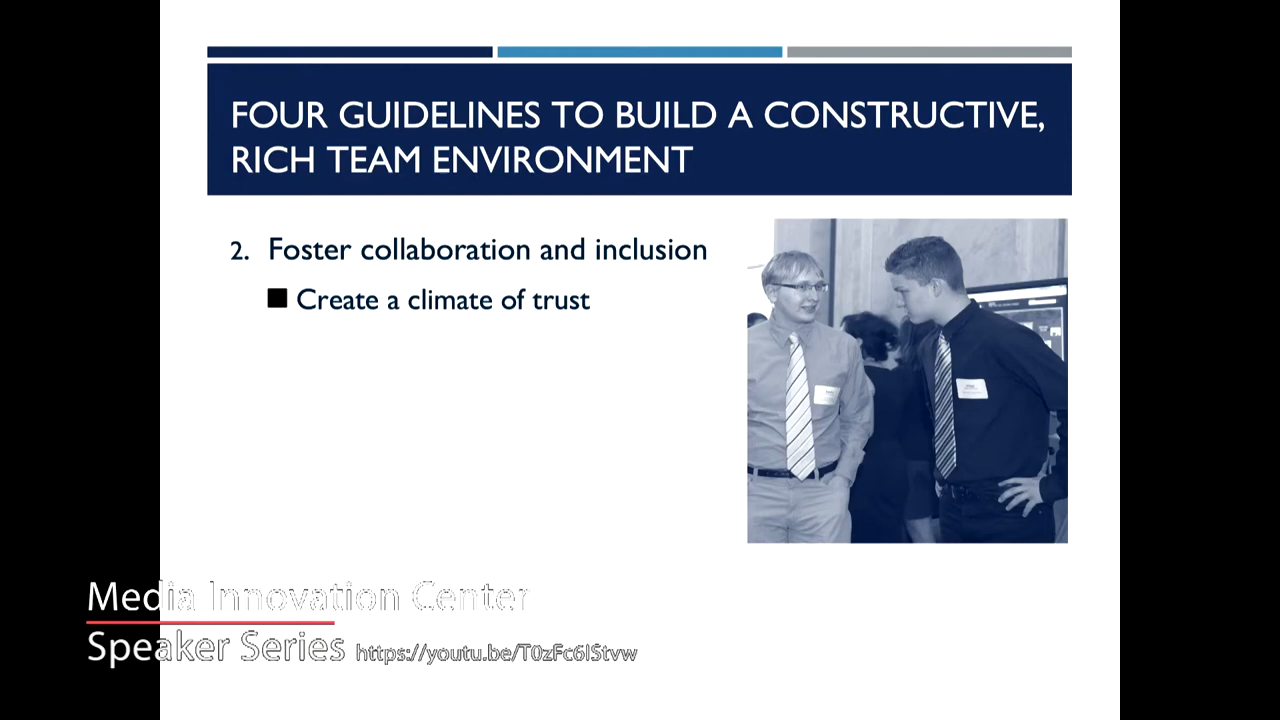 FOUR GUIDELINES TO BUILD A CONSTRUCTIVE,
RICH TEAM ENVIRONMENT
2. Foster collaboration and inclusion
Create a climate of trust
Media Innovation Center
Speaker Series https://youtu.be/T0zFc6IStvw